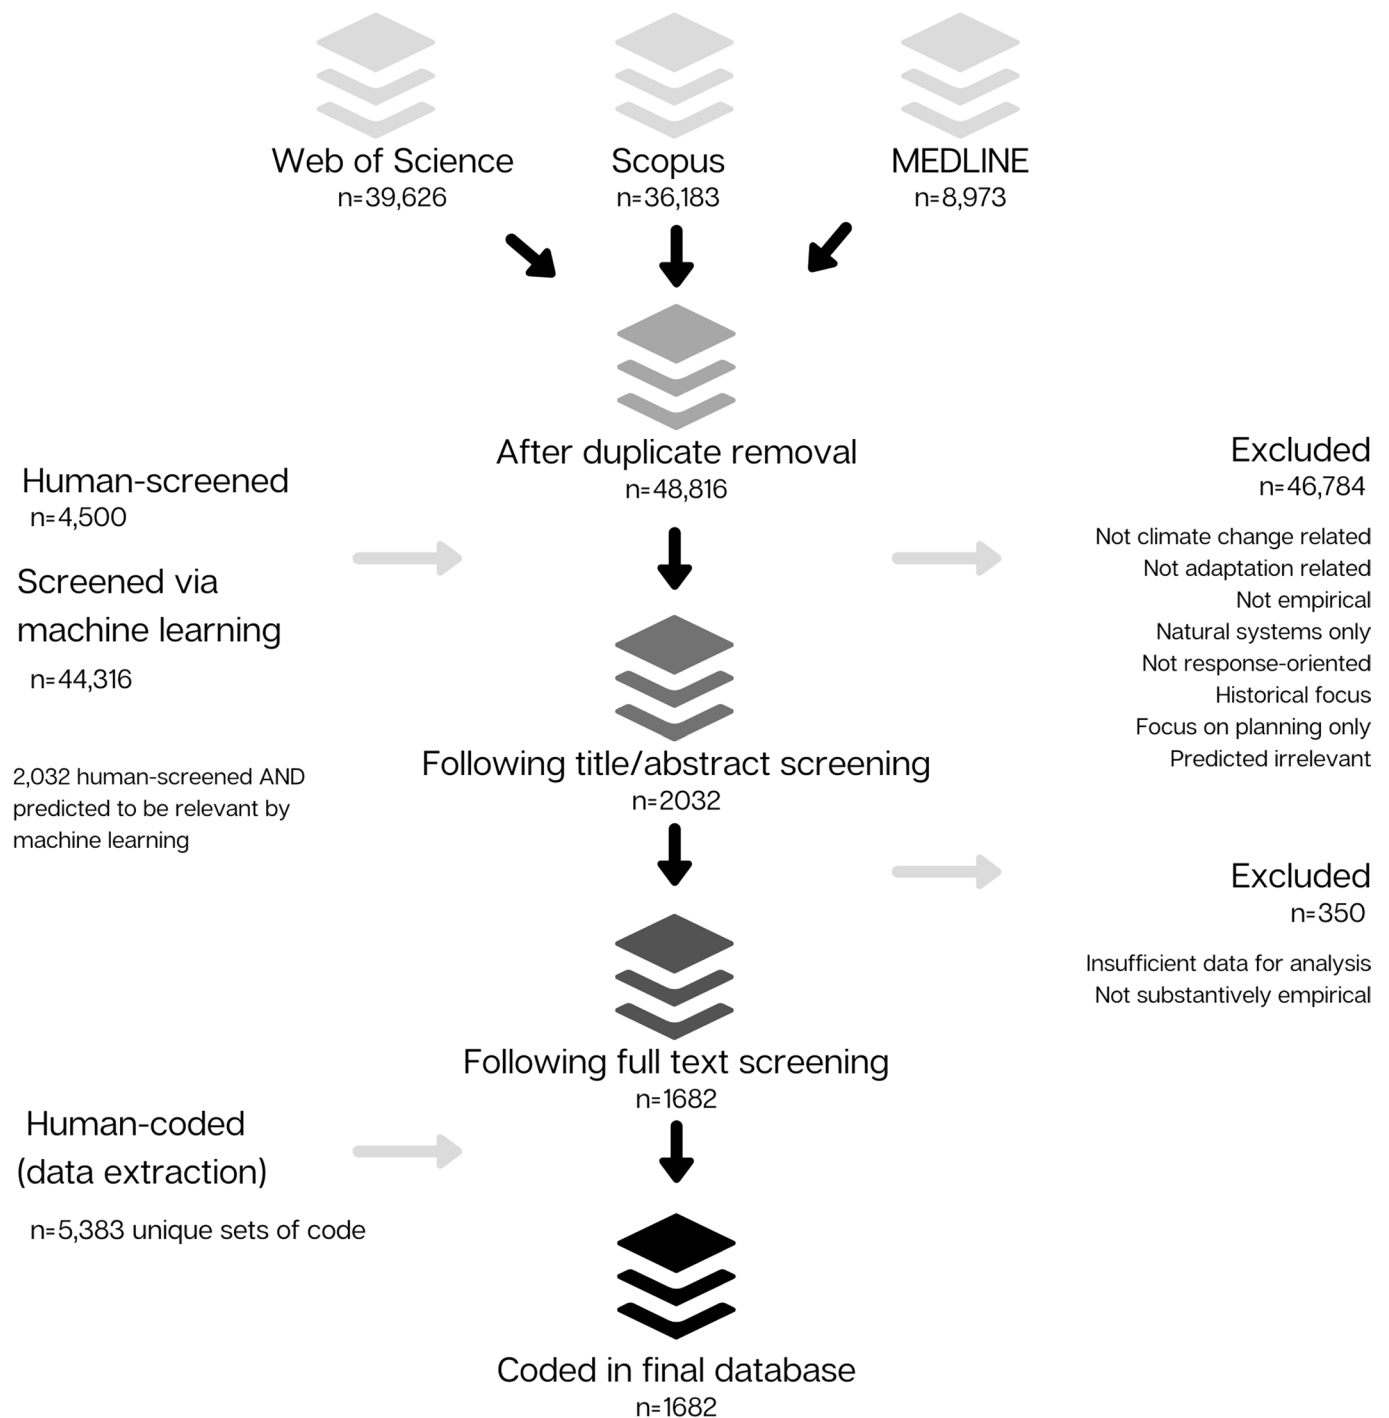 Web of Science
n=39,626
Scopus
n=36,183
MEDLINE
n=8,973
After duplicate removal
n=48,816
Human-screened
n=4,500
Screened via
machine learning
n=44,316
Excluded
n=46,784
Not climate change related
Not adaptation related
Not empirical
Natural systems only
Not response-oriented
Historical focus
Focus on planning only
Predicted irrelevant
2,032 human-screened AND
predicted to be relevant by
machine learning
Following title/abstract screening
n=2032
Excluded
n=350
Insufficient data for analysis
Not substantively empirical
Following full text screening
n=1682
Human-coded
(data extraction)
n=5,383 unique sets of code
Coded in final database
n=1682